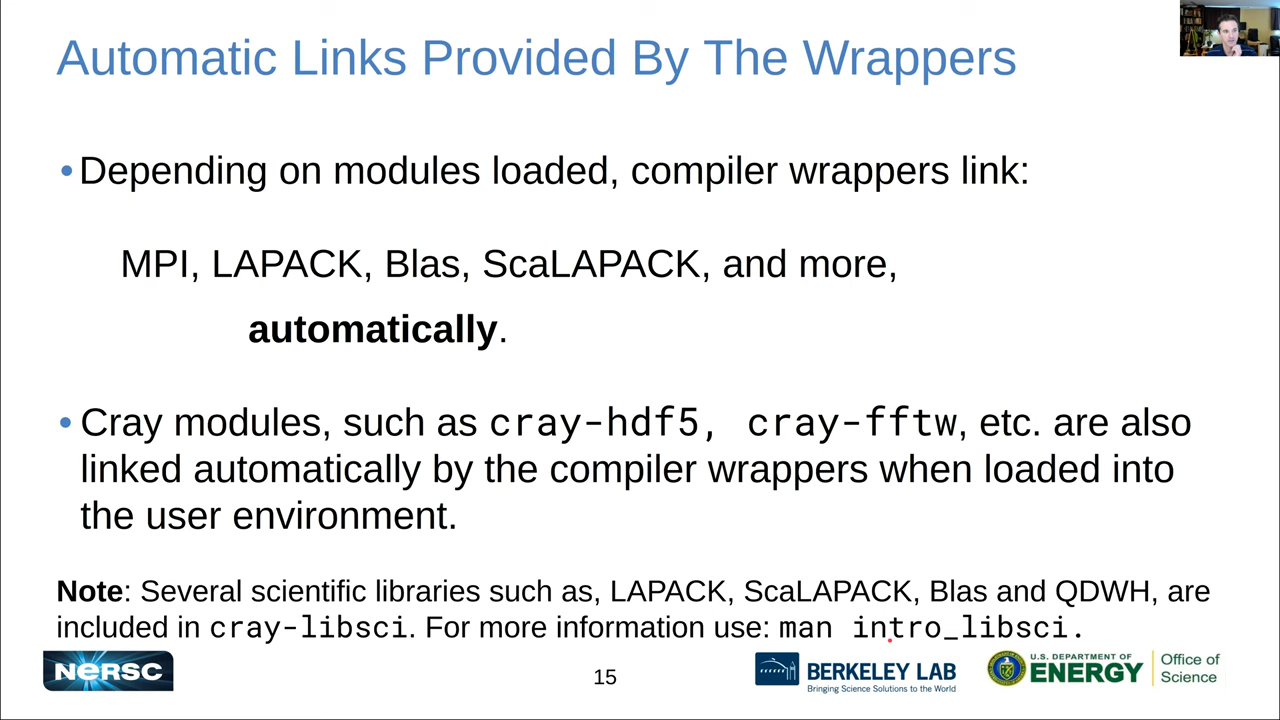 Automatic Links Provided By The Wrappers
•Depending on modules loaded, compiler wrappers link:
MPI, LAPACK, Blas, ScaLAPACK, and more,
automatically.
•Cray modules, such as cray-hdf5, cray-fftw, etc. are also
linked automatically by the compiler wrappers when loaded into
the user environment.
Note: Several scientific libraries such as, LAPACK, ScaLAPACK, Blas and QDWH, are
included in cray-libsci. For more information use: man intro_libsci.
NERSC
15
BERKELEY LAB
Bringing Science Solutions to the World
U.S. DEPARTMENT OF
ENERGY
Office of
Science